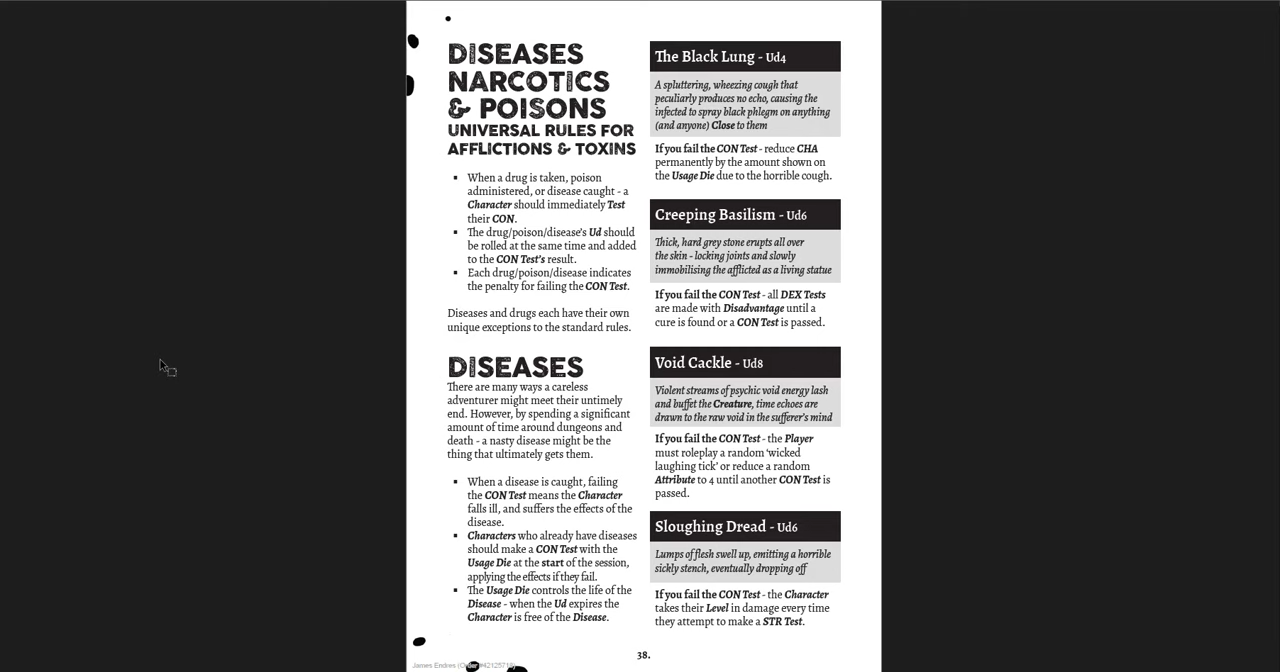 DISEASES
NARCOTICS
& POISONS
UNIVERSAL RULES FOR
AFFLICTIONS & TOXINS
▪ When a drug is taken, poison
administered, or disease caught - a
Character should immediately Test
their CON.
▪ The drug/poison/disease's Ud should
be rolled at the same time and added
to the CON Test's result.
▪ Each drug/poison/disease indicates
the penalty for failing the CON Test.
Diseases and drugs each have their own
unique exceptions to the standard rules.
DISEASES
There are many ways a careless
adventurer might meet their untimely
end. However, by spending a significant
amount of time around dungeons and
death - a nasty disease might be the
thing that ultimately gets them.
▪ When a disease is caught, failing
the CON Test means the Character
falls ill, and suffers the effects of the
disease.
▪ Characters who already have diseases
should make a CON Test with the
Usage Die at the start of the session,
applying the effects if they fail.
▪ The Usage Die controls the life of the
Disease - when the Ud expires the
Character is free of the Disease.
The Black Lung - Ud4
A spluttering, wheezing cough that
peculiarly produces no echo, causing the
infected to spray black phlegm on anything
(and anyone) Close to them
If you fail the CON Test - reduce CHA
permanently by the amount shown on
the Usage Die due to the horrible cough.
Creeping Basilism - Ud6
Thick, hard grey stone erupts all over
the skin - locking joints and slowly
immobilising the afflicted as a living statue
If you fail the CON Test - all DEX Tests
are made with Disadvantage until a
cure is found or a CON Test is passed.
Void Cackle - Ud8
Violent streams of psychic void energy lash
and buffet the Creature, time echoes are
drawn to the raw void in the sufferer's mind
If you fail the CON Test - the Player
must roleplay a random 'wicked
laughing tick' or reduce a random
Attribute to 4 until another CON Test is
passed.
Sloughing Dread - Ud6
Lumps of flesh swell up, emitting a horrible
sickly stench, eventually dropping off
If you fail the CON Test - the Character
takes their Level in damage every time
they attempt to make a STR Test.
38.
James Endres (Order